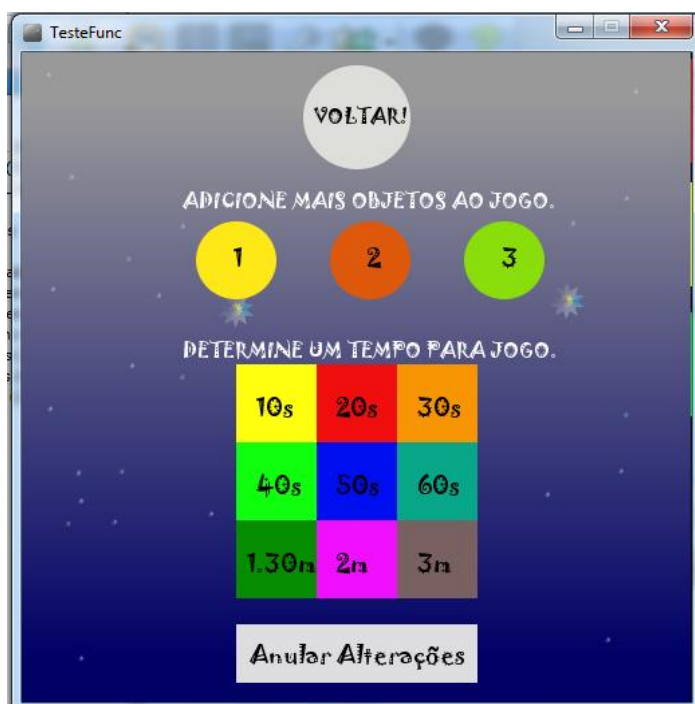 TesteFunc
VOLTAR!
ADICIONE MAIS OBJETOS AO JOGO.
1 2 3
DETERMINE UM TEMPO PARA JOGO.
10s 20s 30s
40s 50s 60s
1.30m 2m 3m
Anular Alterações